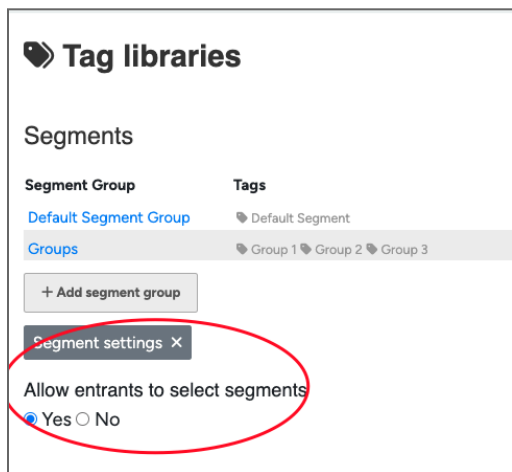 Tag libraries
Segments
Segment Group Tags
Default Segment Group Default Segment
Groups Group 1 Group 2 Group 3
+ Add segment group
Segment settings ×
Allow entrants to select segments
Yes No